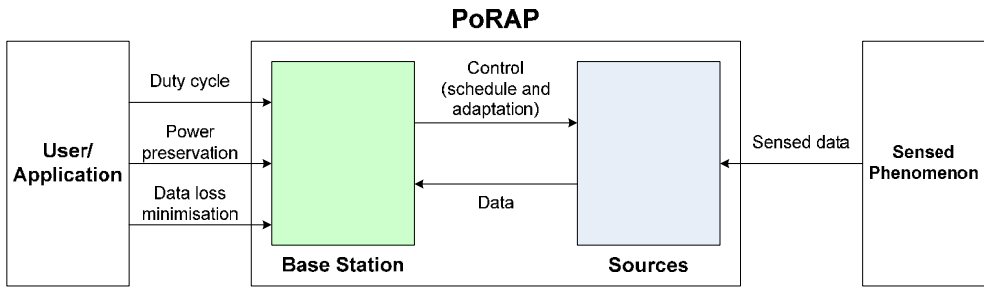 PoRAP
User/
Application
Duty cycle
Power
preservation
Data loss
minimisation
Base Station
Control
(schedule and
adaptation)
Data
Sources
Sensed data
Sensed
Phenomenon